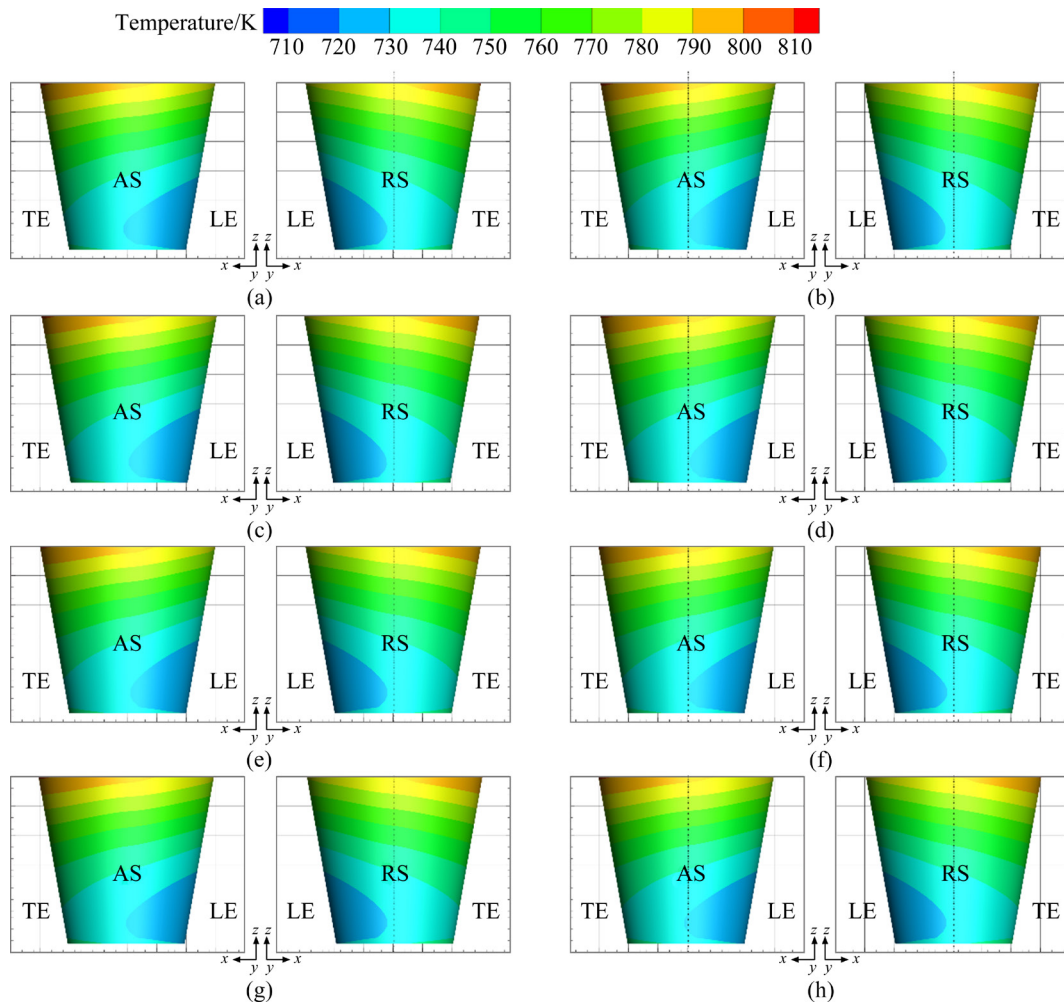 Temperature/K
710 720 730 740 750 760 770 780 790 800 810
AS RS AS RS
TE LE LE TE TE LE LE TE
z z z z
x y y x x y y x
(a) (b)
AS RS AS RS
TE LE LE TE TE LE LE TE
z z z z
x y y x x y y x
(c) (d)
AS RS AS RS
TE LE LE TE TE LE LE TE
z z z z
x y y x x y y x
(e) (f)
AS RS AS RS
TE LE LE TE TE LE LE TE
z z z z
x y y x x y y x
(g) (h)